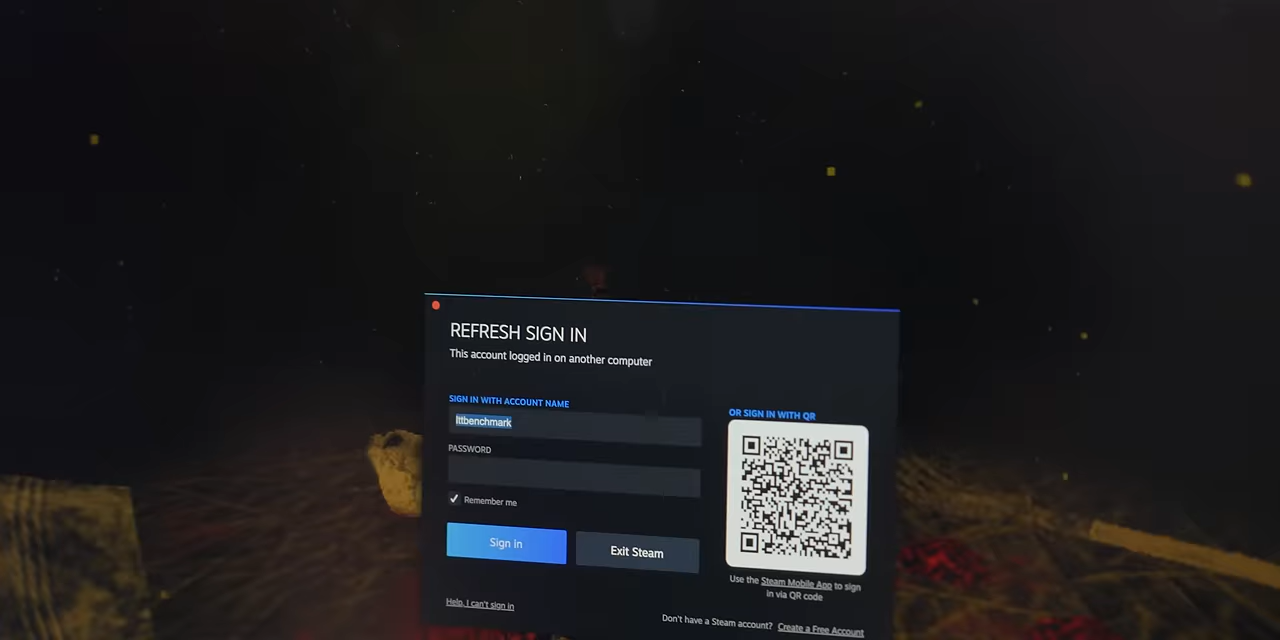 REFRESH SIGN IN
This account logged in on another computer
SIGN IN WITH ACCOUNT NAME
lttbenchmark
PASSWORD
Remember me
Sign in
Exit Steam
Help, I can't sign in
OR SIGN IN WITH QR
Use the Steam Mobile App to sign
in via QR code
Don't have a Steam account? Create a Free Account